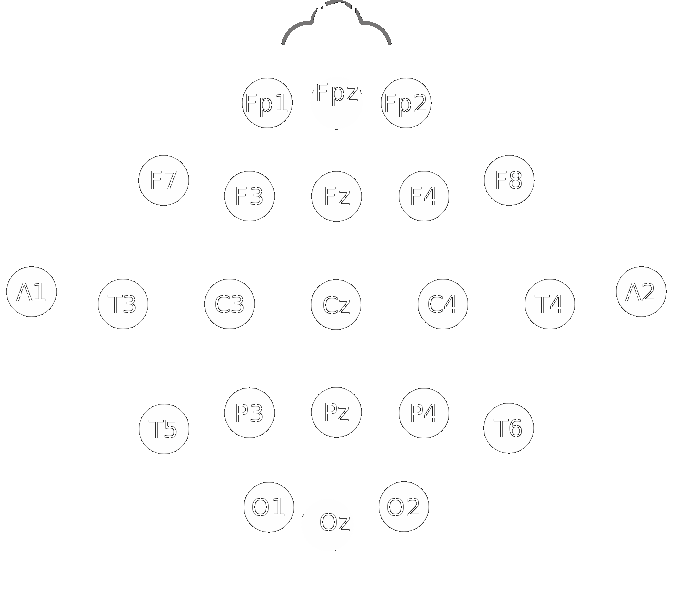 Fp1 Fpz Fp2
F7 F3 Fz F4 F8
A1 T3 C3 Cz C4 T4 A2
T5 P3 Pz P4 T6
O1 Oz O2